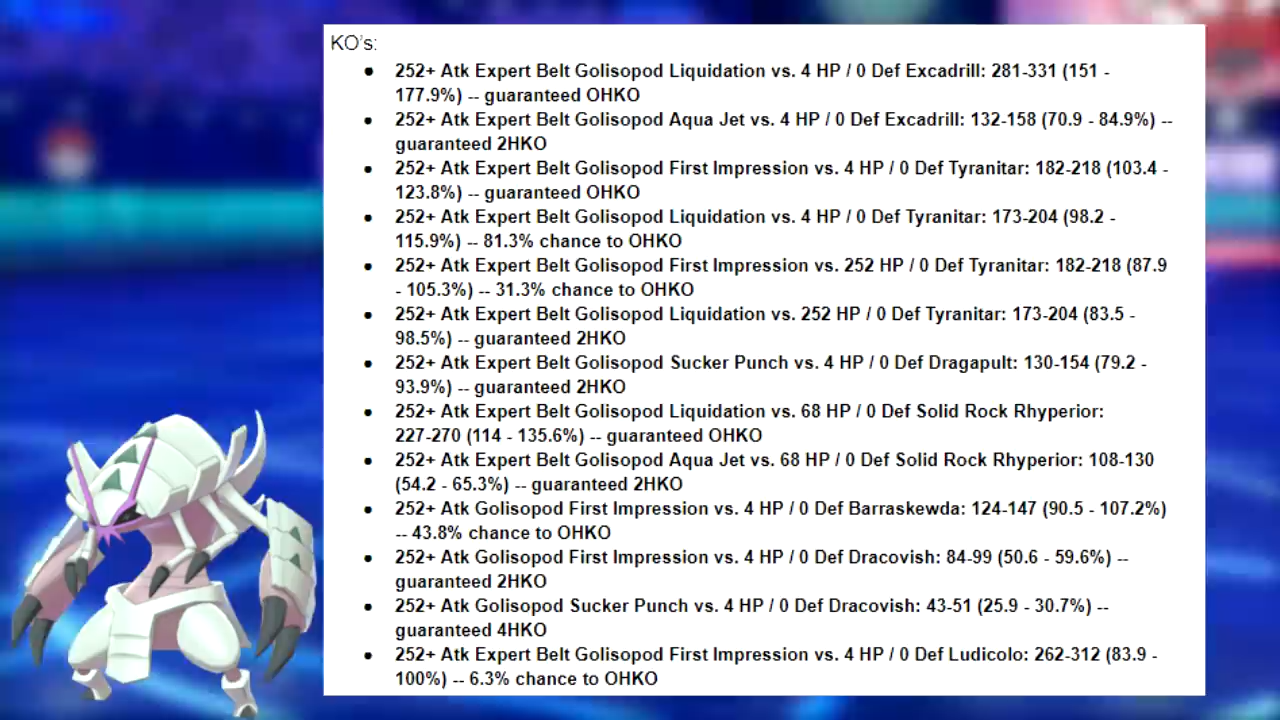 KO's:
● 252+ Atk Expert Belt Golisopod Liquidation vs. 4 HP / 0 Def Excadrill: 281-331 (151 -
177.9%) -- guaranteed OHKO
● 252+ Atk Expert Belt Golisopod Aqua Jet vs. 4 HP / 0 Def Excadrill: 132-158 (70.9 - 84.9%) --
guaranteed 2HKO
● 252+ Atk Expert Belt Golisopod First Impression vs. 4 HP / 0 Def Tyranitar: 182-218 (103.4 -
123.8%) -- guaranteed OHKO
● 252+ Atk Expert Belt Golisopod Liquidation vs. 4 HP / 0 Def Tyranitar: 173-204 (98.2 -
115.9%) -- 81.3% chance to OHKO
● 252+ Atk Expert Belt Golisopod First Impression vs. 252 HP / 0 Def Tyranitar: 182-218 (87.9
- 105.3%) -- 31.3% chance to OHKO
● 252+ Atk Expert Belt Golisopod Liquidation vs. 252 HP / 0 Def Tyranitar: 173-204 (83.5 -
98.5%) -- guaranteed 2HKO
● 252+ Atk Expert Belt Golisopod Sucker Punch vs. 4 HP / 0 Def Dragapult: 130-154 (79.2 -
93.9%) -- guaranteed 2HKO
● 252+ Atk Expert Belt Golisopod Liquidation vs. 68 HP / 0 Def Solid Rock Rhyperior:
227-270 (114 - 135.6%) -- guaranteed OHKO
● 252+ Atk Expert Belt Golisopod Aqua Jet vs. 68 HP / 0 Def Solid Rock Rhyperior: 108-130
(54.2 - 65.3%) -- guaranteed 2HKO
● 252+ Atk Golisopod First Impression vs. 4 HP / 0 Def Barraskewda: 124-147 (90.5 - 107.2%)
-- 43.8% chance to OHKO
● 252+ Atk Golisopod First Impression vs. 4 HP / 0 Def Dracovish: 84-99 (50.6 - 59.6%) --
guaranteed 2HKO
● 252+ Atk Golisopod Sucker Punch vs. 4 HP / 0 Def Dracovish: 43-51 (25.9 - 30.7%) --
guaranteed 4HKO
● 252+ Atk Expert Belt Golisopod First Impression vs. 4 HP / 0 Def Ludicolo: 262-312 (83.9 -
100%) -- 6.3% chance to OHKO